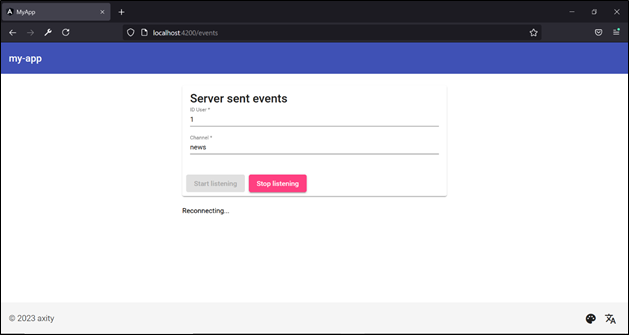 MyApp
localhost:4200/events
my-app
Server sent events
ID User *
1
Channel *
news
Start listening
Stop listening
Reconnecting...
© 2023 axity